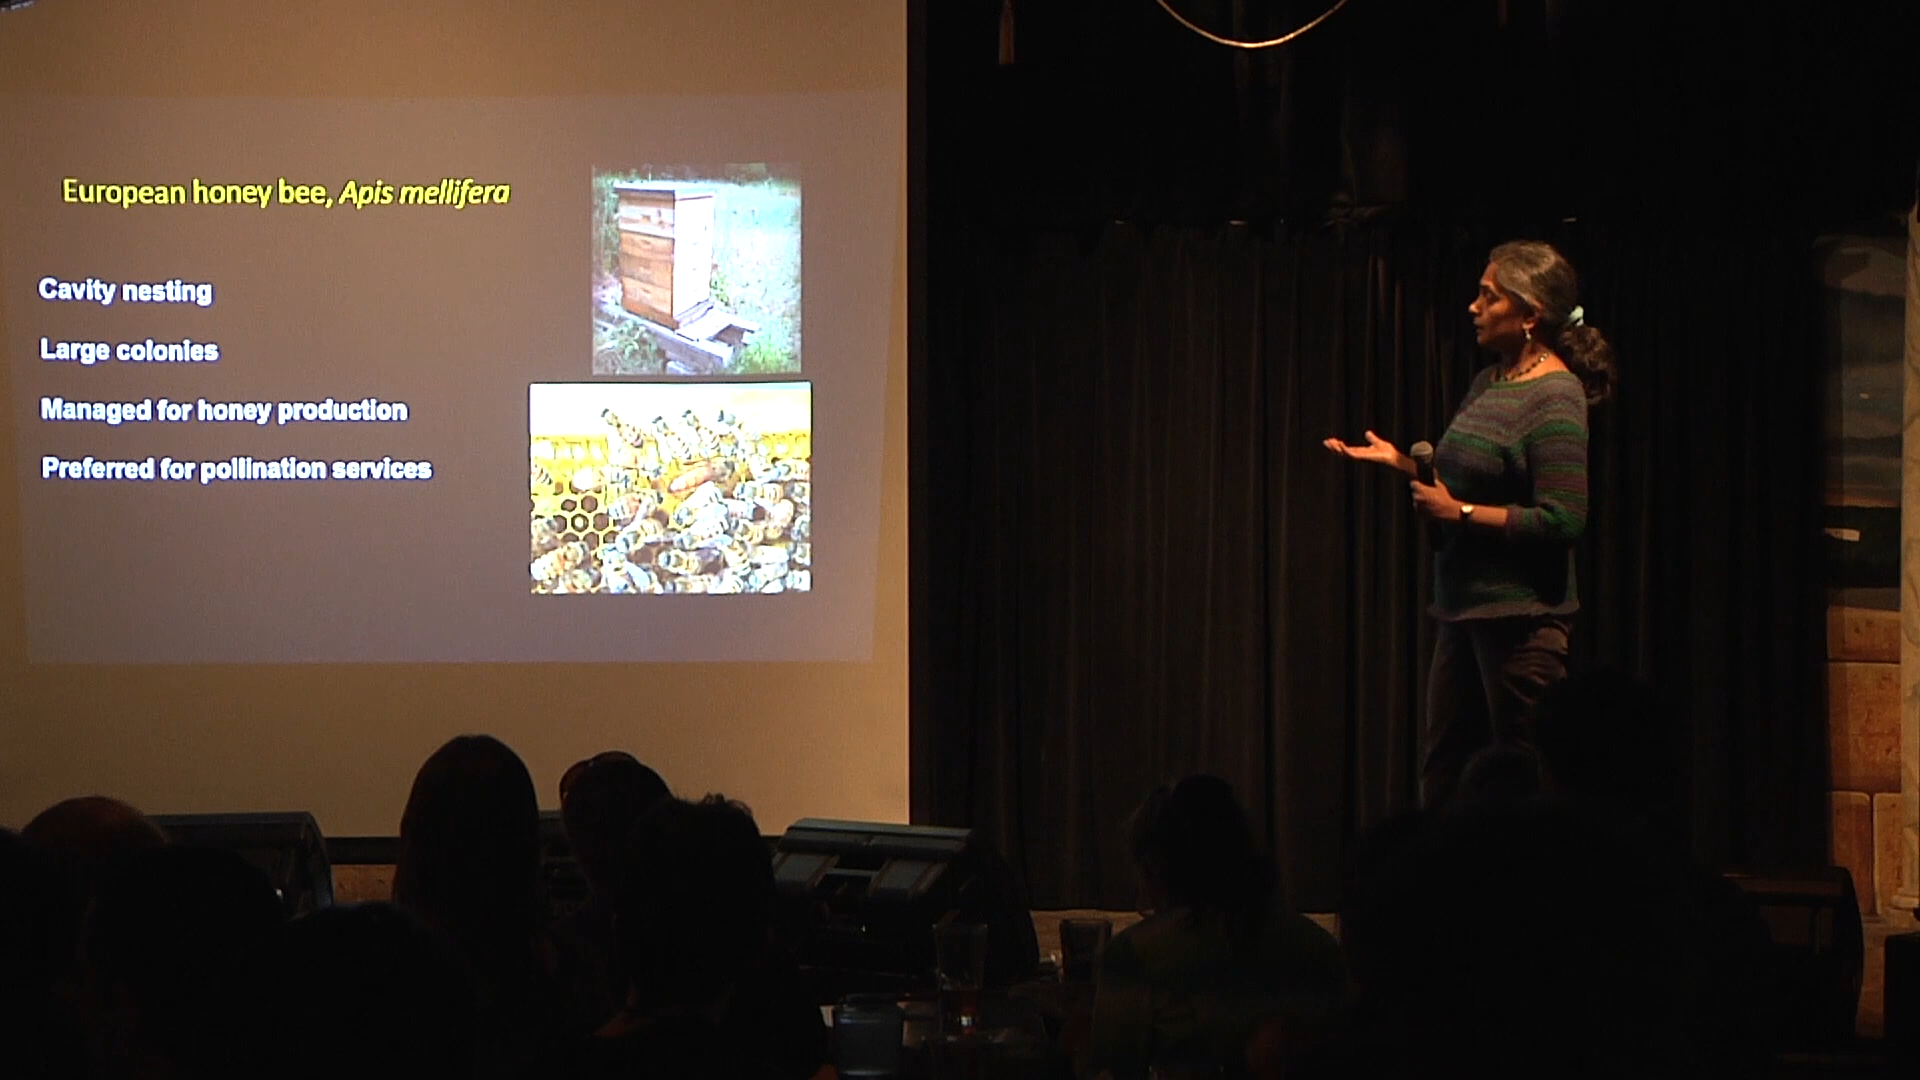 European honey bee, Apis mellifera
Cavity nesting
Large colonies
Managed for honey production
Preferred for pollination services